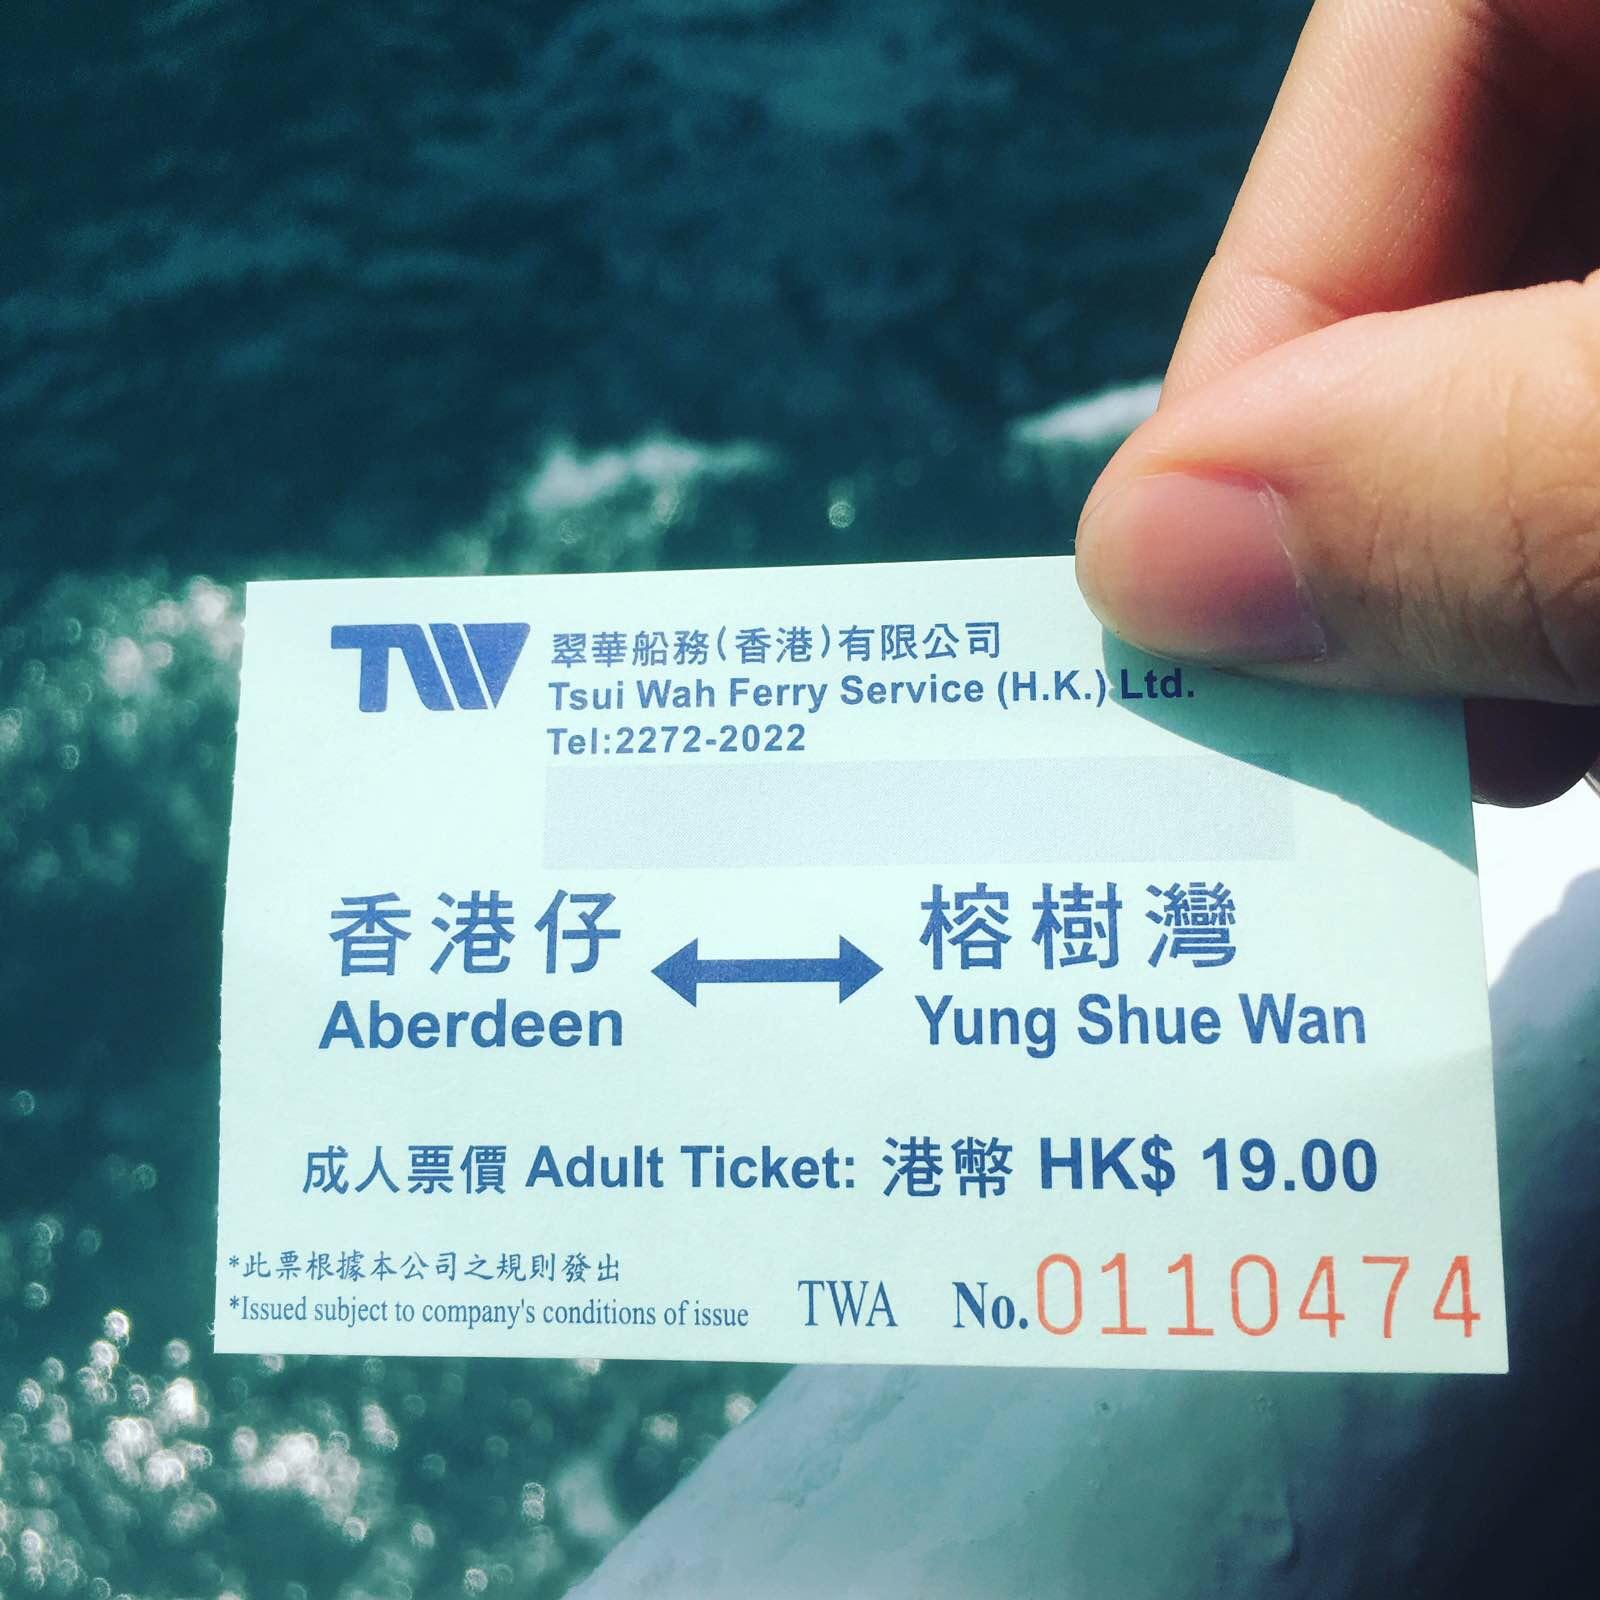 TW
翠華船務(香港)有限公司
Tsui Wah Ferry Service (H.K.) Ltd.
Tel:2272-2022
香港仔 ↔ 榕樹灣
Aberdeen Yung Shue Wan
成人票價 Adult Ticket: 港幣 HK$ 19.00
*此票根據本公司之規則發出
*Issued subject to company's conditions of issue
TWA No.0110474